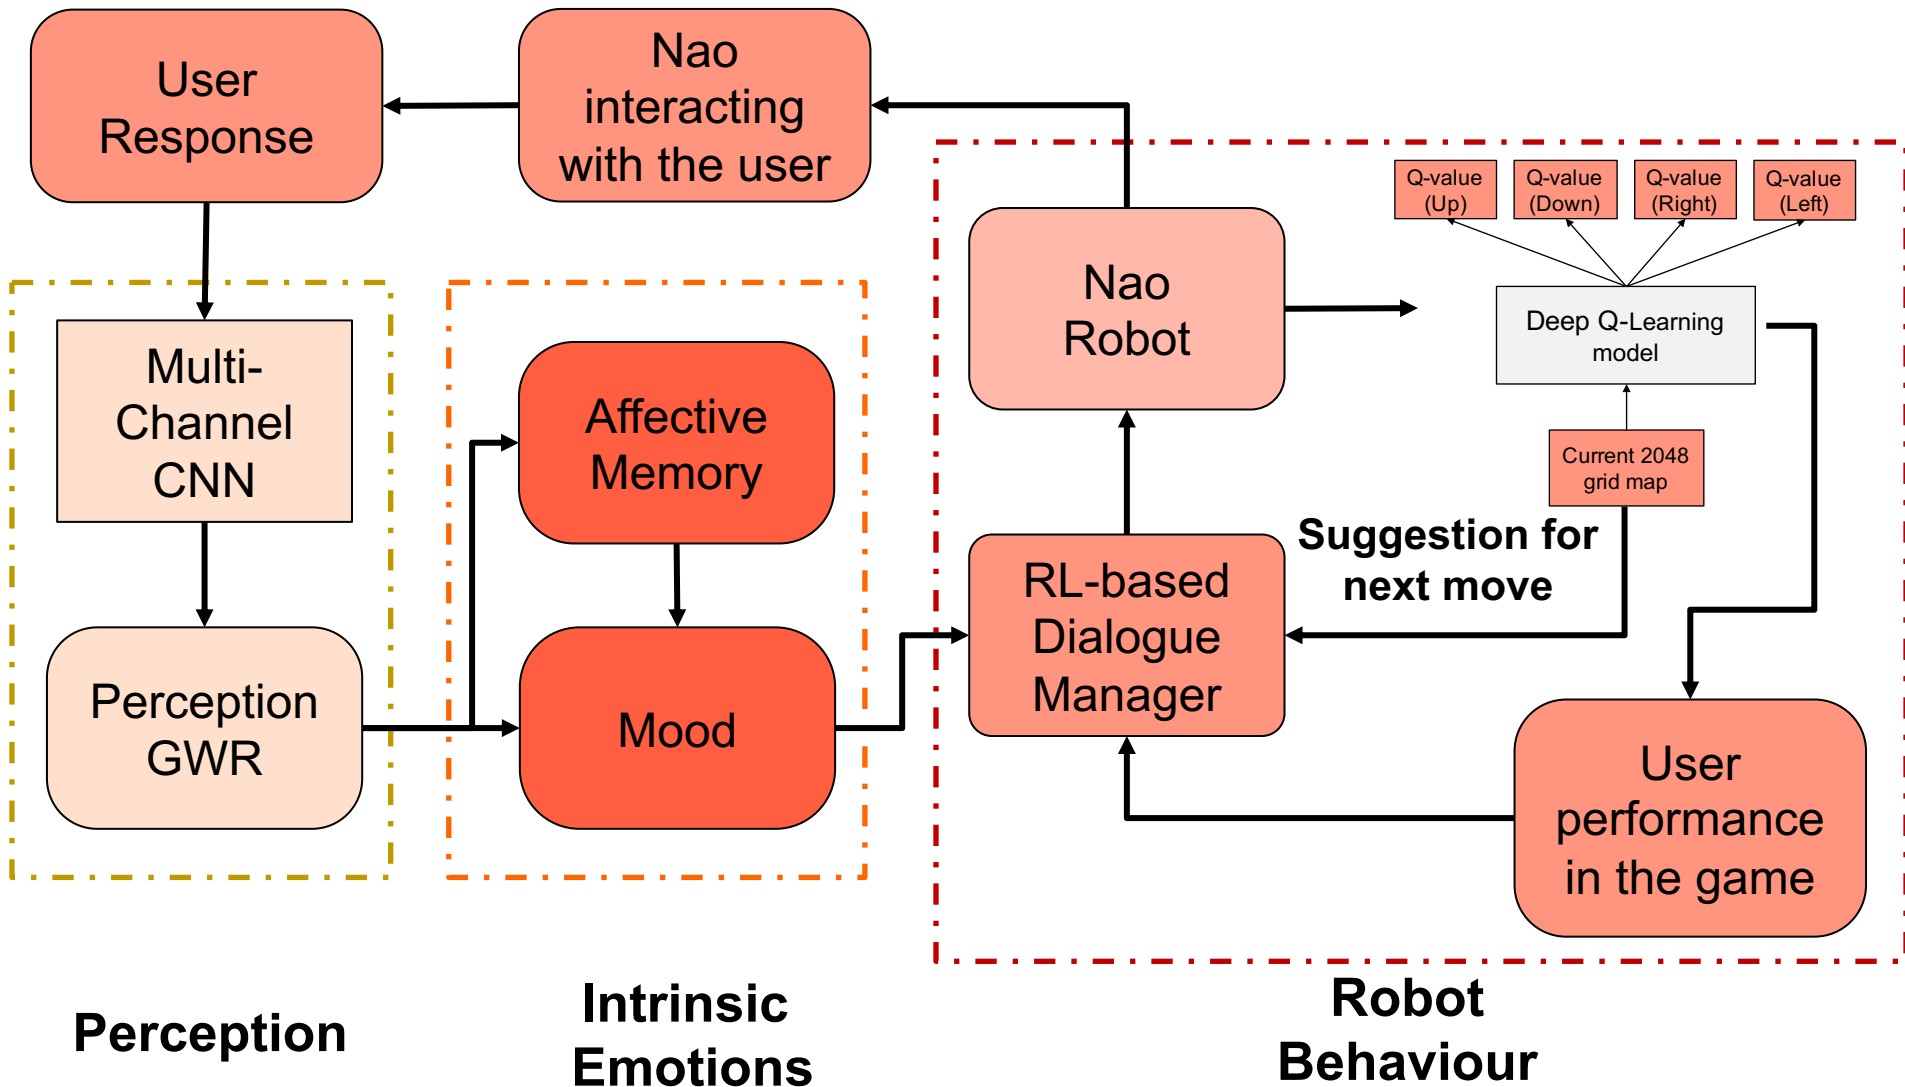 User
Response
Nao
interacting
with the user
Q-value
(Up)
Q-value
(Down)
Q-value
(Right)
Q-value
(Left)
Nao
Robot
Deep Q-Learning
model
Multi-
Channel
CNN
Affective
Memory
Current 2048
grid map
Suggestion for
next move
RL-based
Dialogue
Manager
Perception
GWR
Mood
User
performance
in the game
Perception
Intrinsic
Emotions
Robot
Behaviour